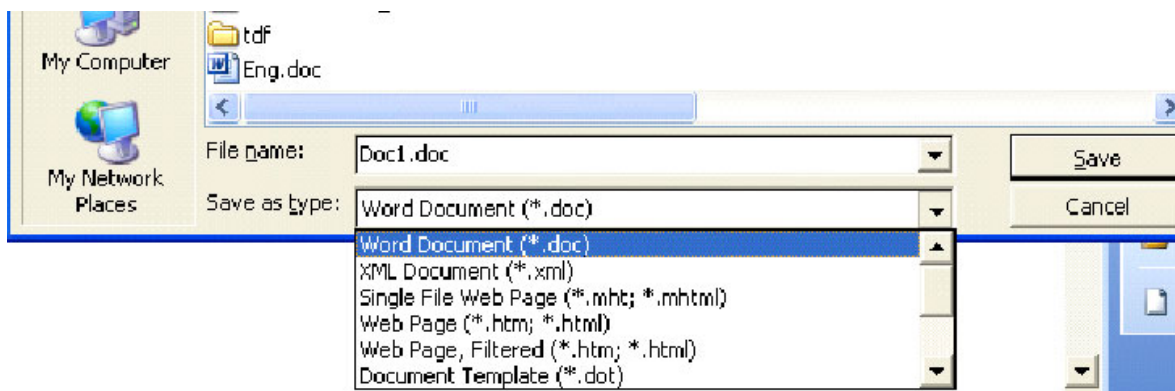 tdf
My Computer
Eng.doc
File name:
Doc1.doc
Save
My Network
Places
Save as type:
Word Document (*.doc)
Cancel
Word Document (*.doc)
XML Document (*.xml)
Single File Web Page (*.mht; *.mhtml)
Web Page (*.htm; *.html)
Web Page, Filtered (*.htm; *.html)
Document Template (*.dot)